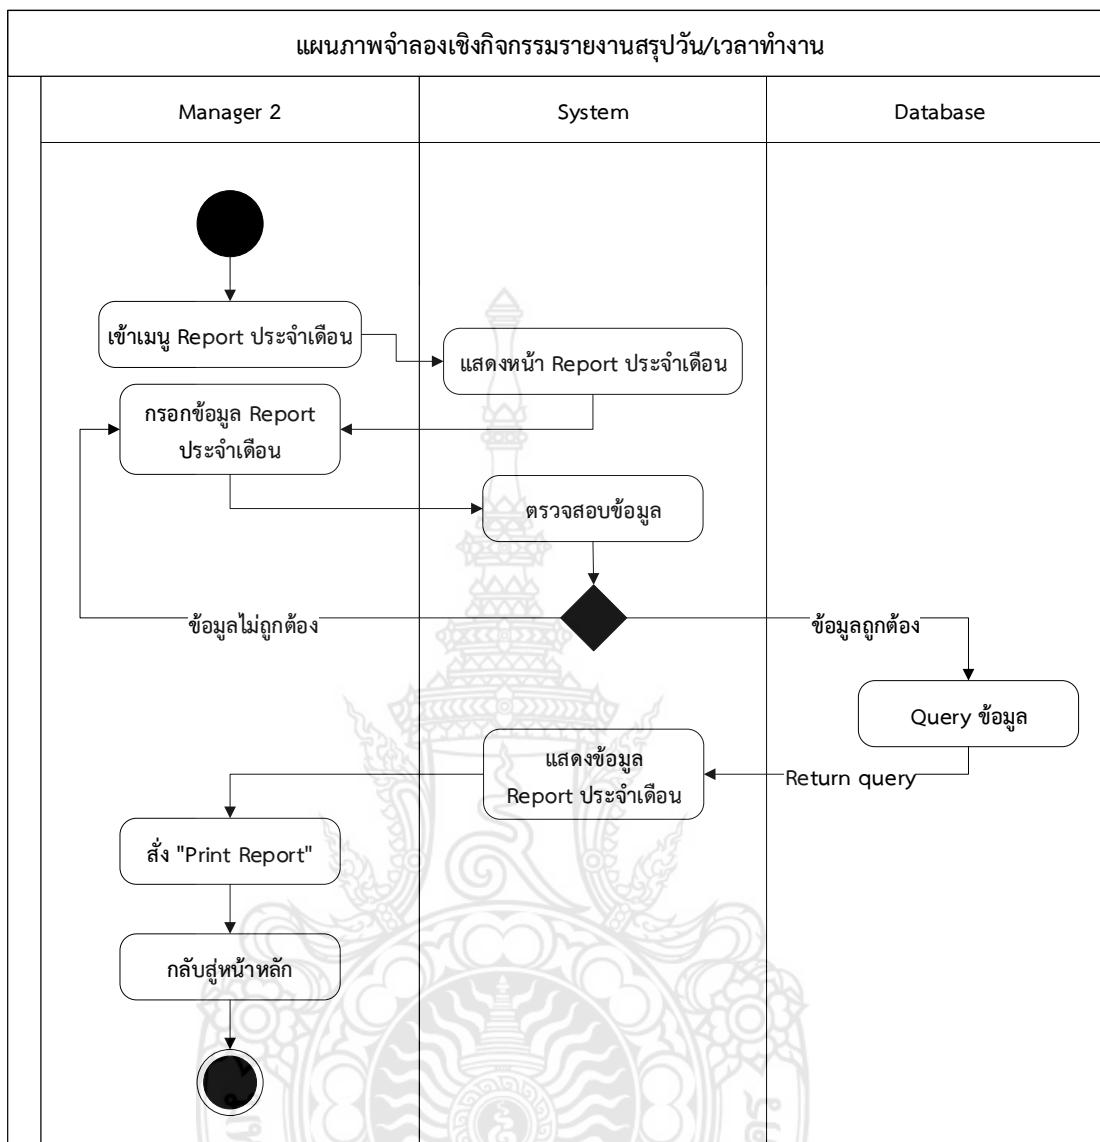 แผนภาพจำลองเชิงกิจกรรมรายงานสรุปวัน/เวลาทำงาน
Manager 2
System
Database
เข้าเมนู Report ประจำเดือน
แสดงหน้า Report ประจำเดือน
กรอกข้อมูล Report
ประจำเดือน
ตรวจสอบข้อมูล
ข้อมูลไม่ถูกต้อง
ข้อมูลถูกต้อง
Query ข้อมูล
แสดงข้อมูล
Report ประจำเดือน
Return query
สั่ง "Print Report"
กลับสู่หน้าหลัก